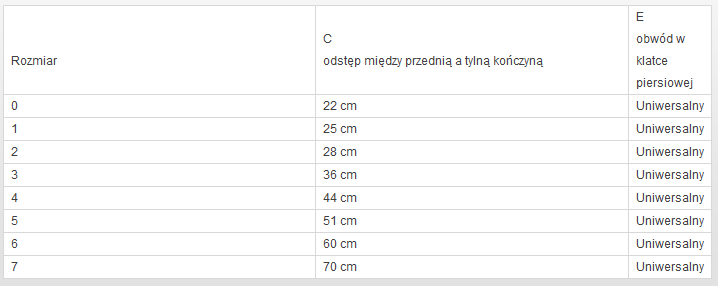 Rozmiar
C
odstęp między przednią a tylną kończyną
E
obwód w
klatce
piersiowej
0 22 cm Uniwersalny
1 25 cm Uniwersalny
2 28 cm Uniwersalny
3 36 cm Uniwersalny
4 44 cm Uniwersalny
5 51 cm Uniwersalny
6 60 cm Uniwersalny
7 70 cm Uniwersalny